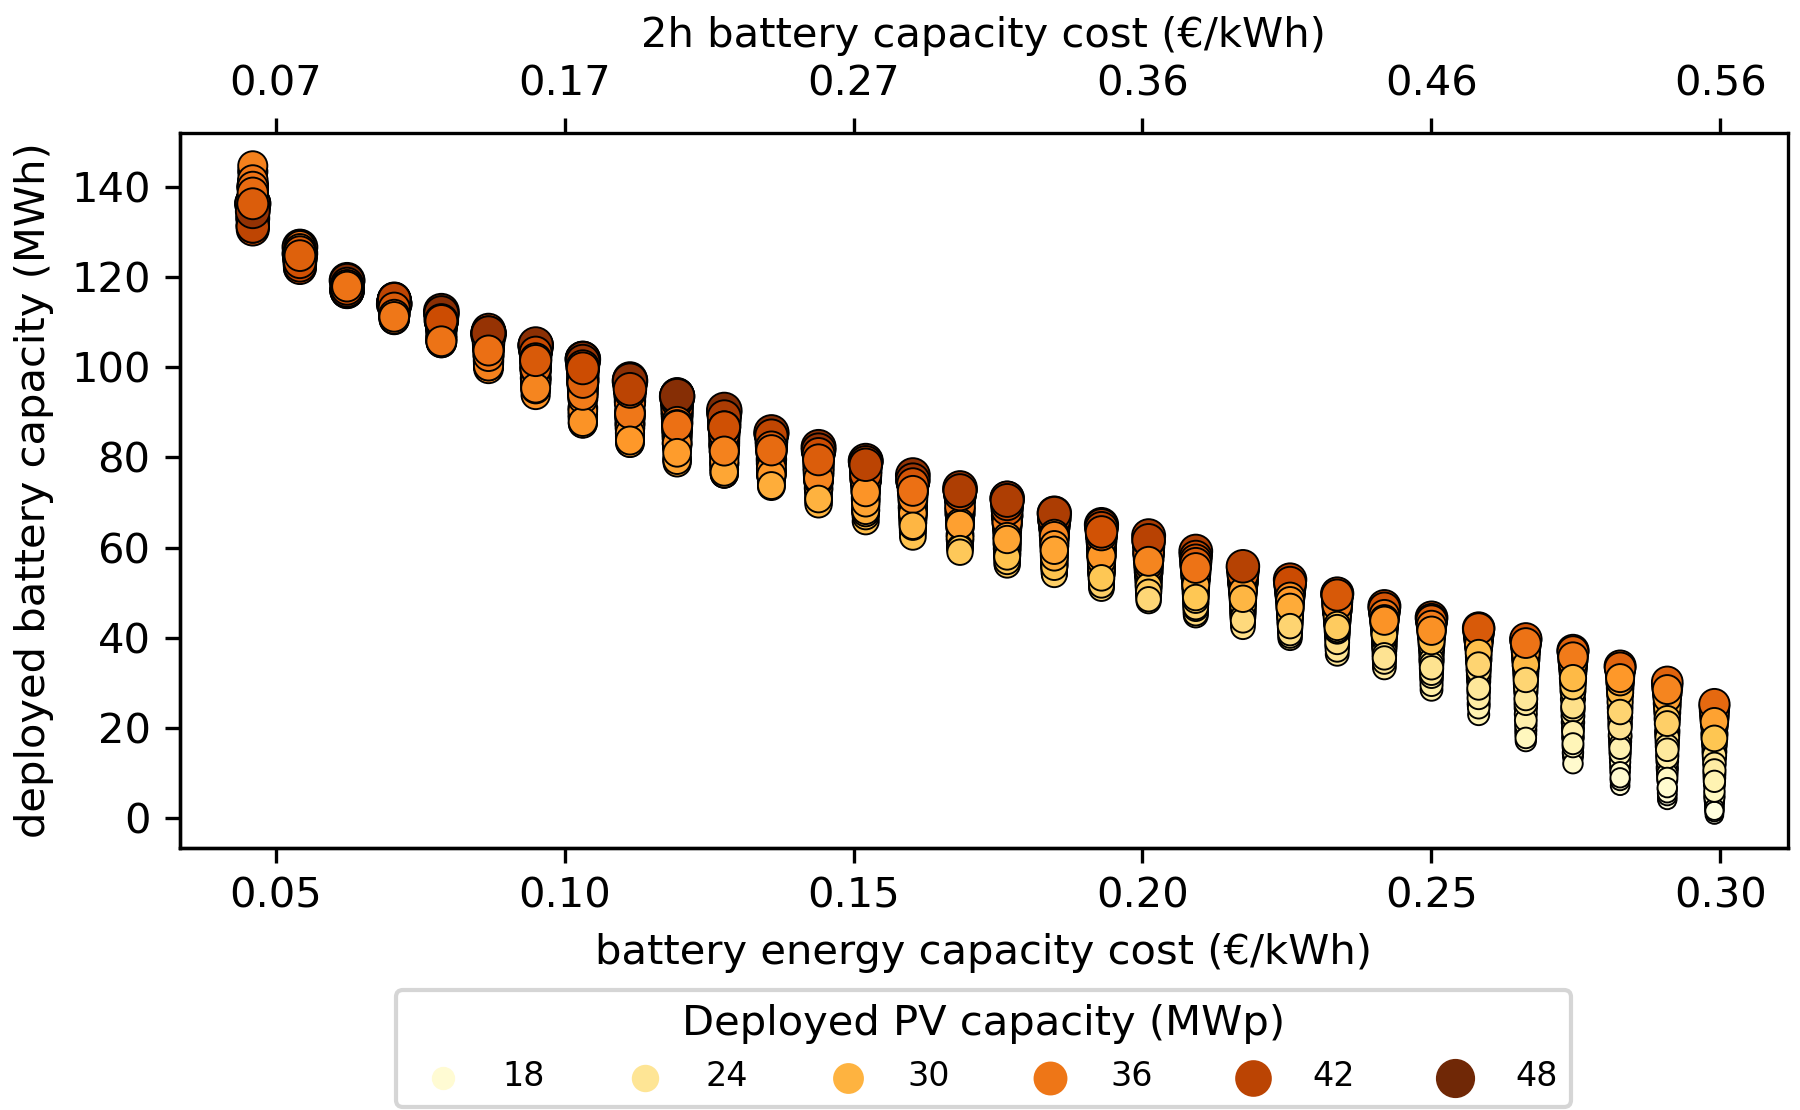 2h battery capacity cost (€/kWh)
0.07 0.17 0.27 0.36 0.46 0.56
deployed battery capacity (MWh)
140
120
100
80
60
40
20
0
0.05 0.10 0.15 0.20 0.25 0.30
battery energy capacity cost (€/kWh)
Deployed PV capacity (MWp)
18 24 30 36 42 48